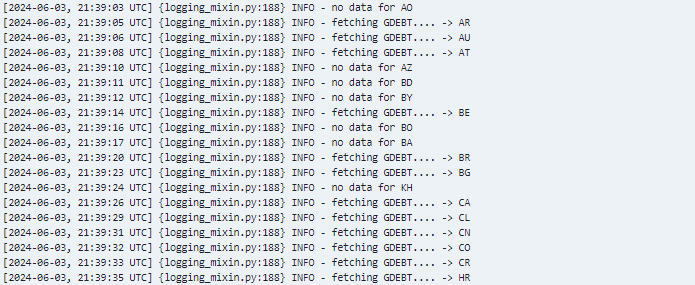 [2024-06-03, 21:39:03 UTC] {logging_mixin.py:188} INFO - no data for AO
[2024-06-03, 21:39:05 UTC] {logging_mixin.py:188} INFO - fetching GDEBT.... -> AR
[2024-06-03, 21:39:06 UTC] {logging_mixin.py:188} INFO - fetching GDEBT.... -> AU
[2024-06-03, 21:39:08 UTC] {logging_mixin.py:188} INFO - fetching GDEBT.... -> AT
[2024-06-03, 21:39:10 UTC] {logging_mixin.py:188} INFO - no data for AZ
[2024-06-03, 21:39:11 UTC] {logging_mixin.py:188} INFO - no data for BD
[2024-06-03, 21:39:12 UTC] {logging_mixin.py:188} INFO - no data for BY
[2024-06-03, 21:39:14 UTC] {logging_mixin.py:188} INFO - fetching GDEBT.... -> BE
[2024-06-03, 21:39:16 UTC] {logging_mixin.py:188} INFO - no data for BO
[2024-06-03, 21:39:17 UTC] {logging_mixin.py:188} INFO - no data for BA
[2024-06-03, 21:39:20 UTC] {logging_mixin.py:188} INFO - fetching GDEBT.... -> BR
[2024-06-03, 21:39:23 UTC] {logging_mixin.py:188} INFO - fetching GDEBT.... -> BG
[2024-06-03, 21:39:24 UTC] {logging_mixin.py:188} INFO - no data for KH
[2024-06-03, 21:39:26 UTC] {logging_mixin.py:188} INFO - fetching GDEBT.... -> CA
[2024-06-03, 21:39:29 UTC] {logging_mixin.py:188} INFO - fetching GDEBT.... -> CL
[2024-06-03, 21:39:31 UTC] {logging_mixin.py:188} INFO - fetching GDEBT.... -> CN
[2024-06-03, 21:39:32 UTC] {logging_mixin.py:188} INFO - fetching GDEBT.... -> CO
[2024-06-03, 21:39:33 UTC] {logging_mixin.py:188} INFO - fetching GDEBT.... -> CR
[2024-06-03, 21:39:35 UTC] {logging_mixin.py:188} INFO - fetching GDEBT.... -> HR